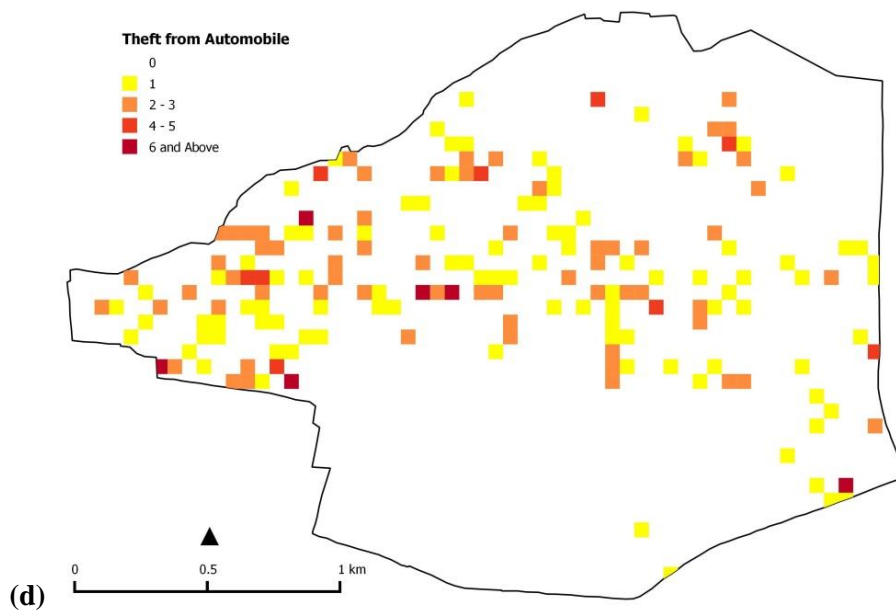 Theft from Automobile
0
1
2 - 3
4 - 5
6 and Above
(d)
0 0.5 1 km